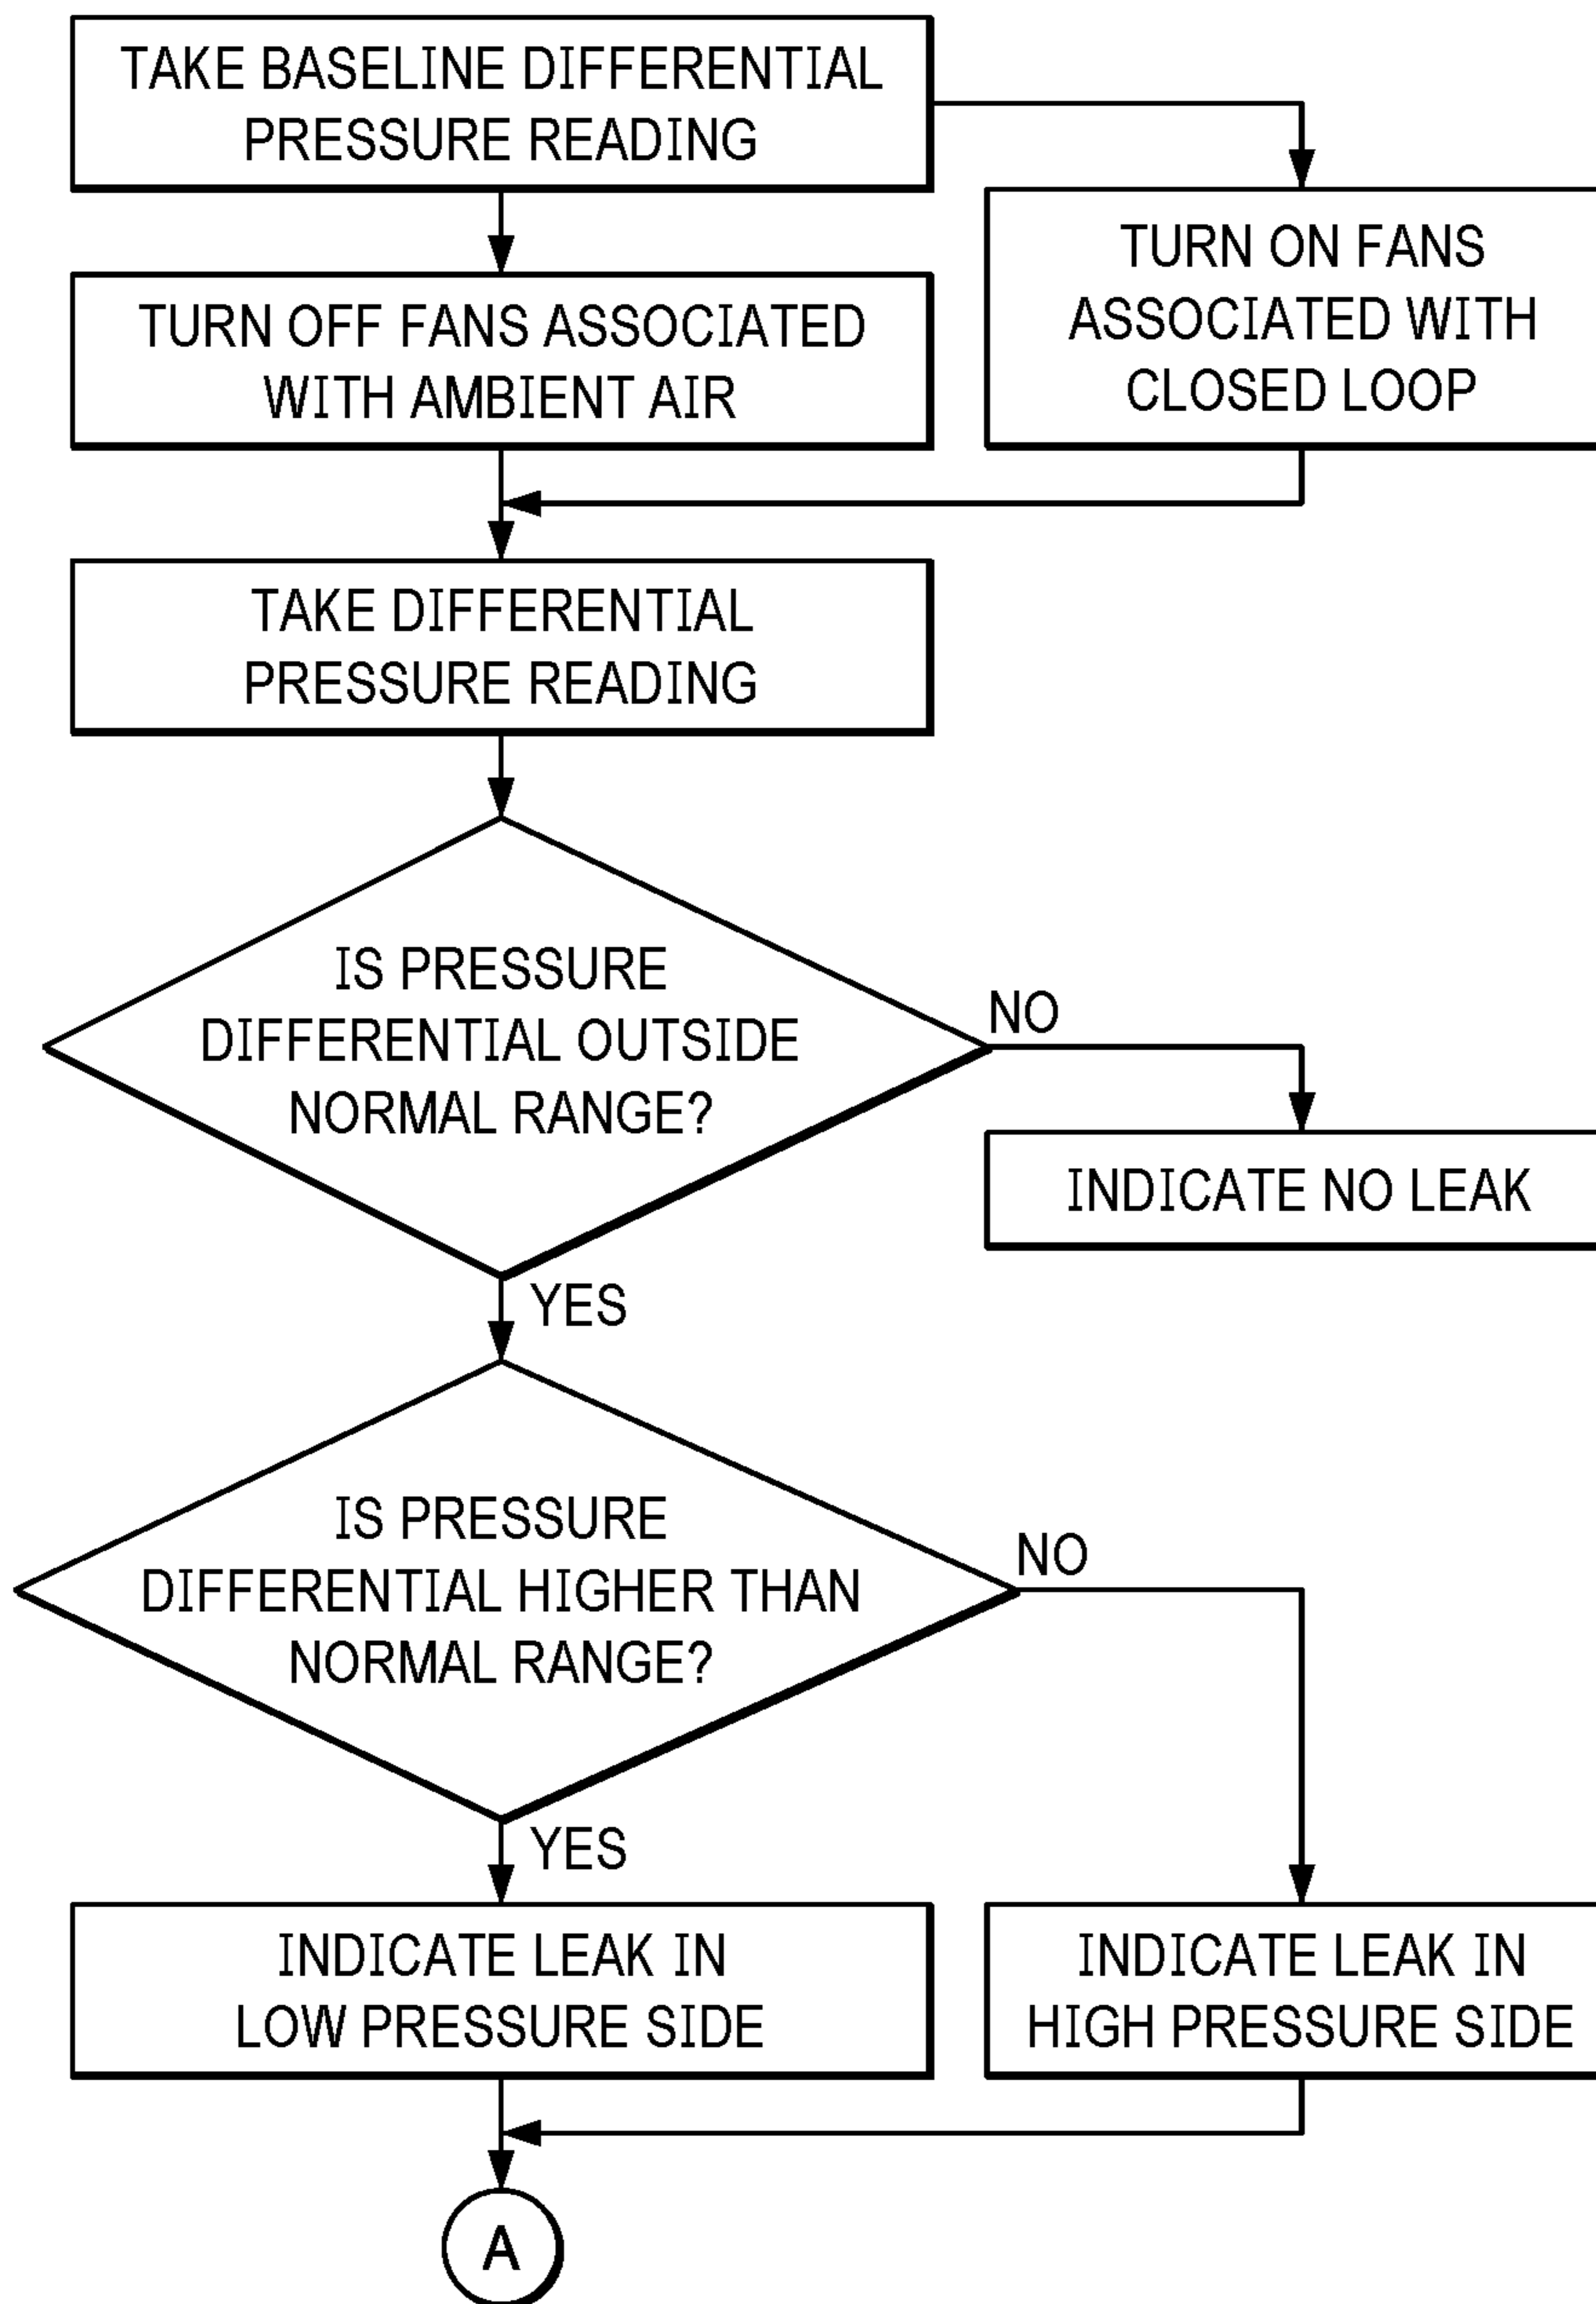 TAKE BASELINE DIFFERENTIAL
PRESSURE READING
TURN OFF FANS ASSOCIATED
WITH AMBIENT AIR
TURN ON FANS
ASSOCIATED WITH
CLOSED LOOP
TAKE DIFFERENTIAL
PRESSURE READING
IS PRESSURE
DIFFERENTIAL OUTSIDE
NORMAL RANGE?
NO
INDICATE NO LEAK
YES
IS PRESSURE
DIFFERENTIAL HIGHER THAN
NORMAL RANGE?
NO
YES
INDICATE LEAK IN
LOW PRESSURE SIDE
INDICATE LEAK IN
HIGH PRESSURE SIDE
A